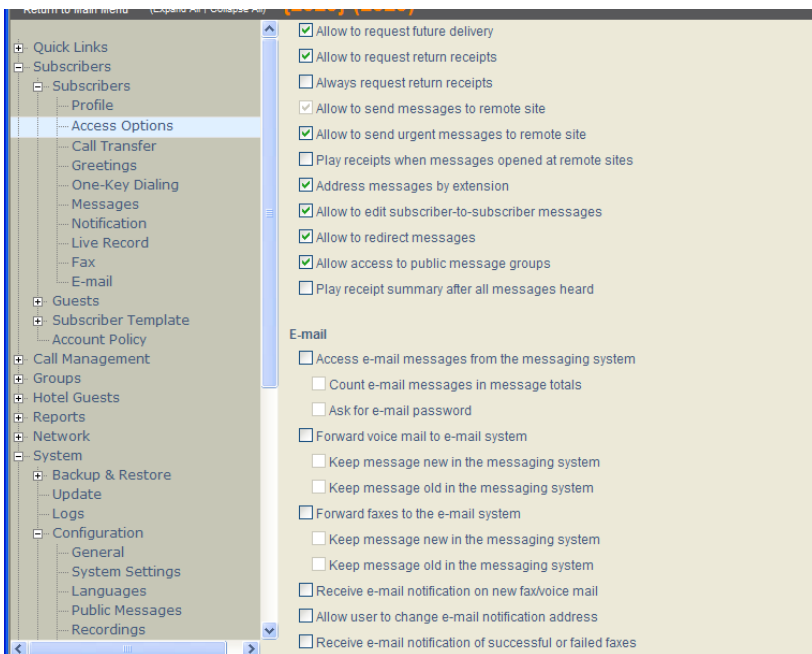 Return to Main Menu (Expand All | Collapse All)
Quick Links
Subscribers
Subscribers
Profile
Access Options
Call Transfer
Greetings
One-Key Dialing
Messages
Notification
Live Record
Fax
E-mail
Guests
Subscriber Template
Account Policy
Call Management
Groups
Hotel Guests
Reports
Network
System
Backup & Restore
Update
Logs
Configuration
General
System Settings
Languages
Public Messages
Recordings
Allow to request future delivery
Allow to request return receipts
Always request return receipts
Allow to send messages to remote site
Allow to send urgent messages to remote site
Play receipts when messages opened at remote sites
Address messages by extension
Allow to edit subscriber-to-subscriber messages
Allow to redirect messages
Allow access to public message groups
Play receipt summary after all messages heard
E-mail
Access e-mail messages from the messaging system
Count e-mail messages in message totals
Ask for e-mail password
Forward voice mail to e-mail system
Keep message new in the messaging system
Keep message old in the messaging system
Forward faxes to the e-mail system
Keep message new in the messaging system
Keep message old in the messaging system
Receive e-mail notification on new fax/voice mail
Allow user to change e-mail notification address
Receive e-mail notification of successful or failed faxes